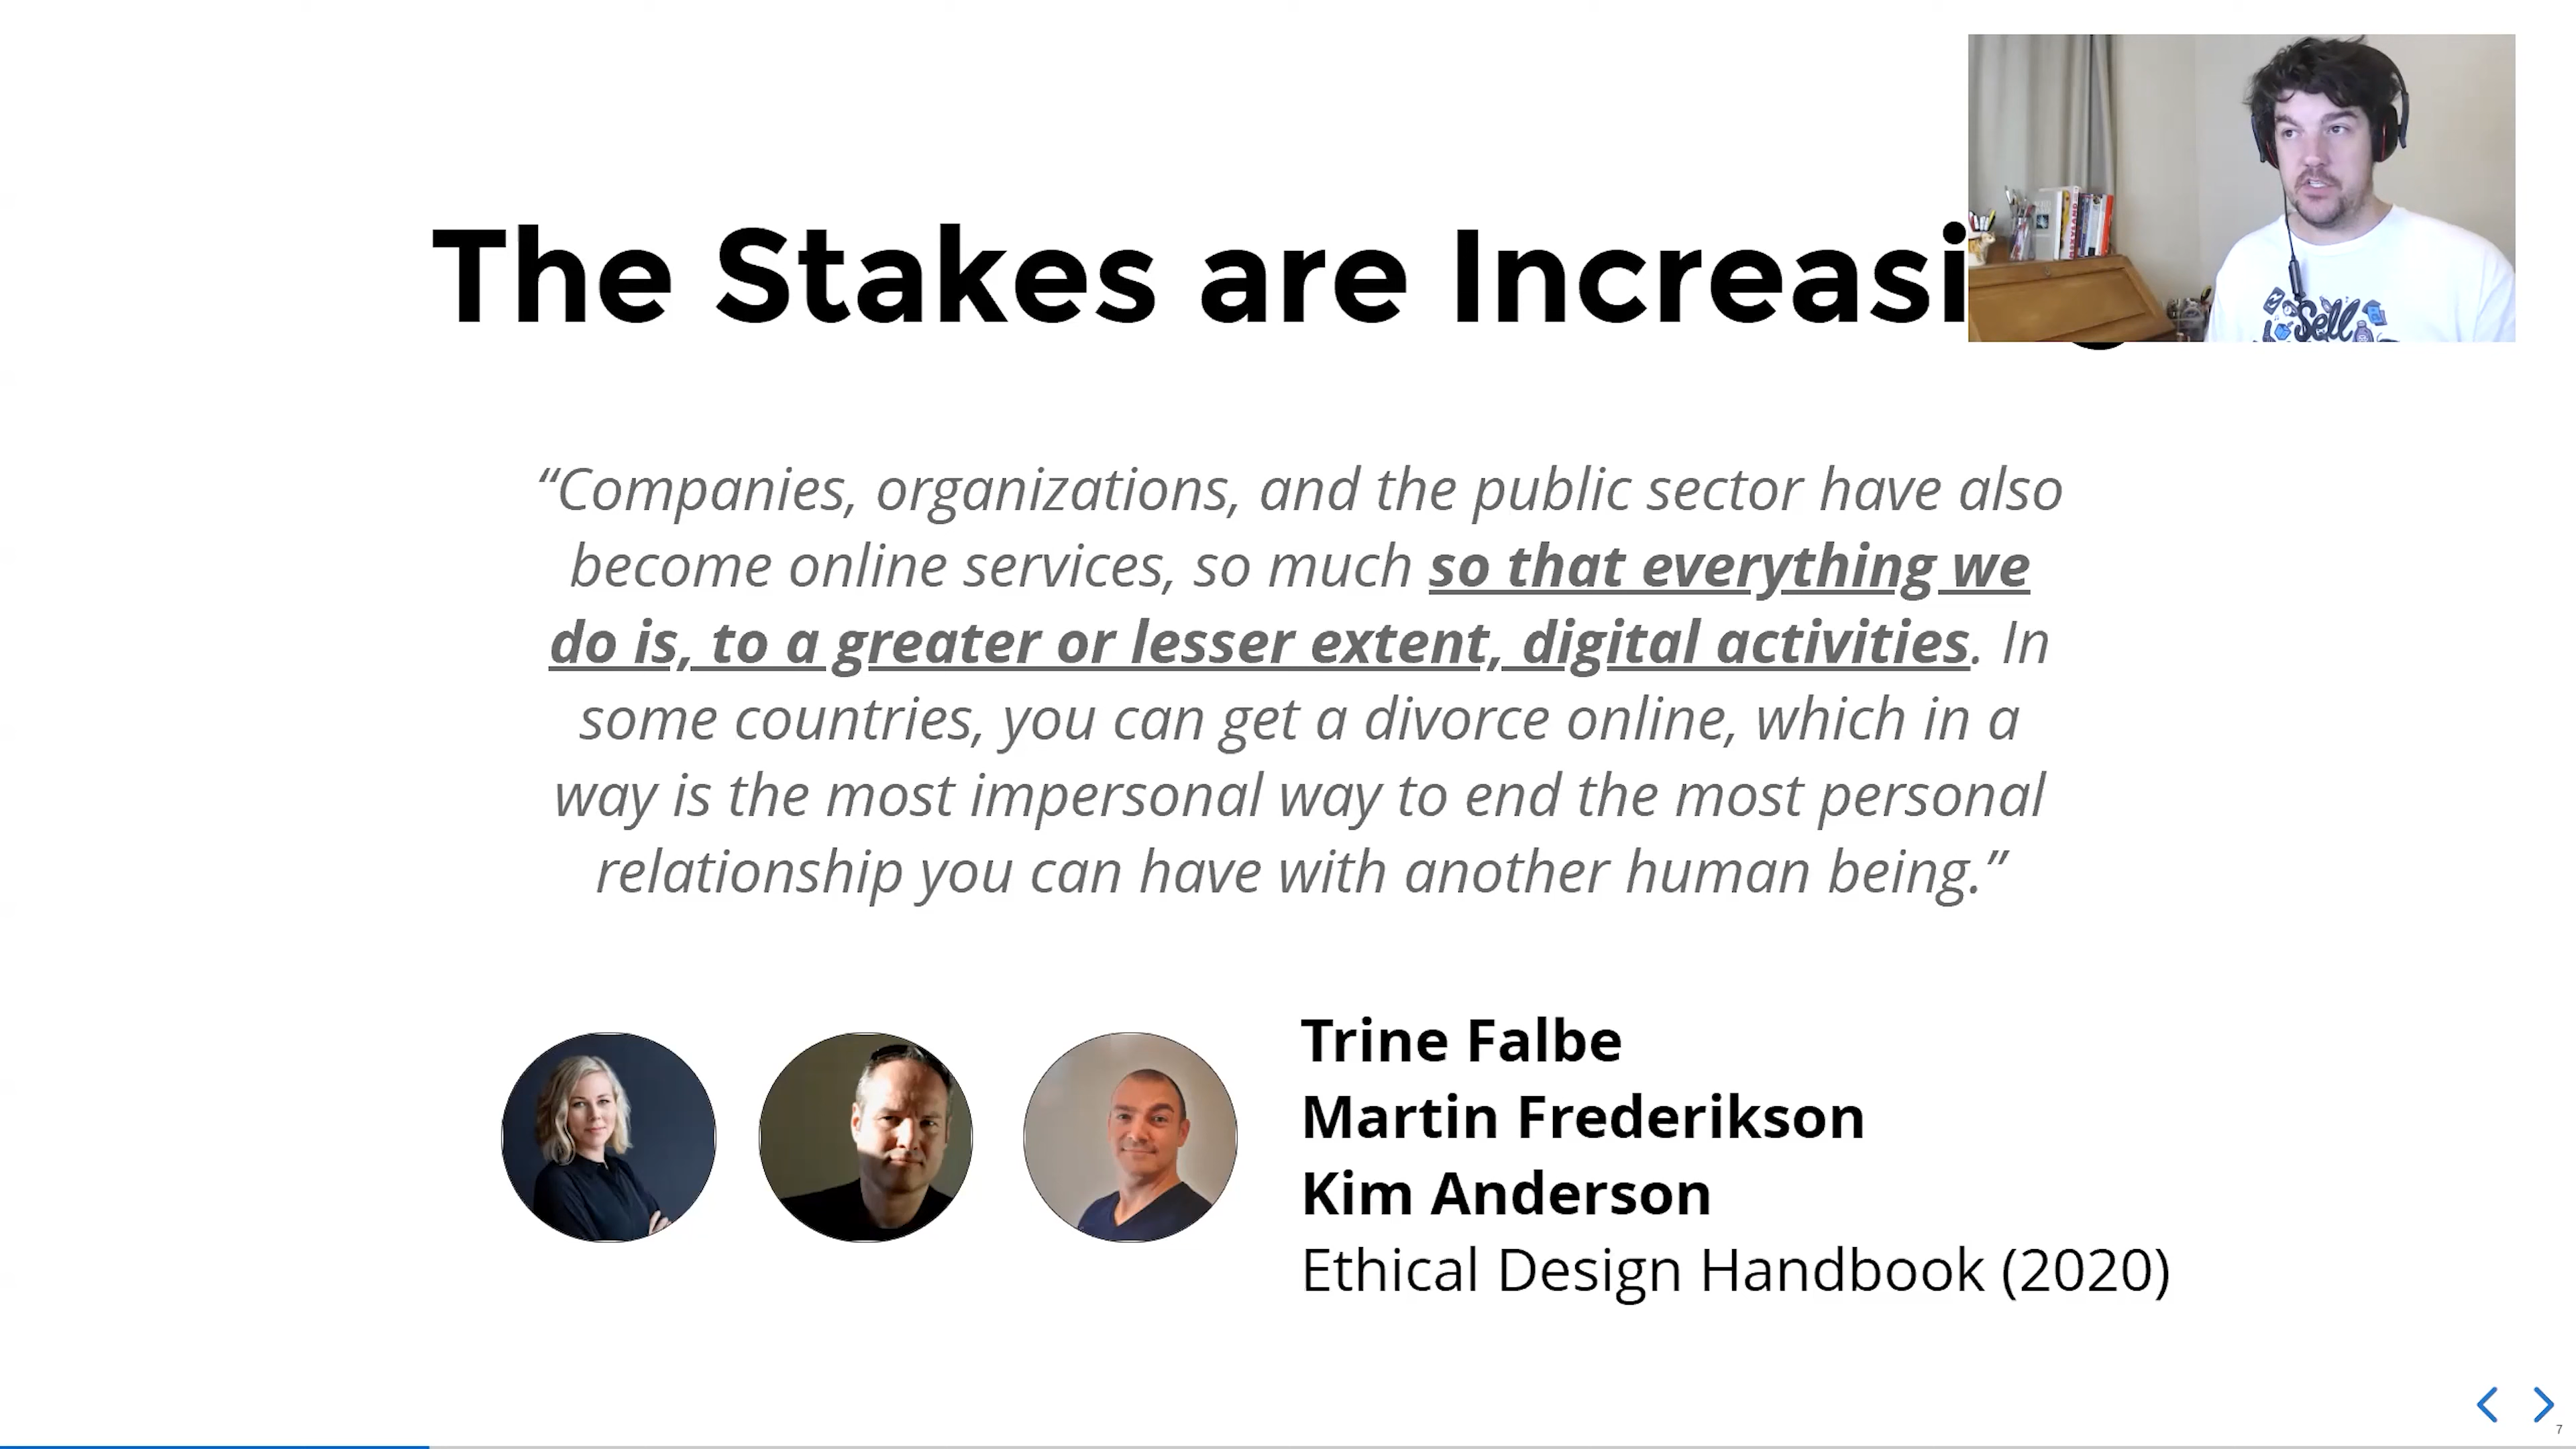 The Stakes are Increasi
“Companies, organizations, and the public sector have also
become online services, so much so that everything we
do is, to a greater or lesser extent, digital activities. In
some countries, you can get a divorce online, which in a
way is the most impersonal way to end the most personal
relationship you can have with another human being.”
Trine Falbe
Martin Frederikson
Kim Anderson
Ethical Design Handbook (2020)
Sell
7